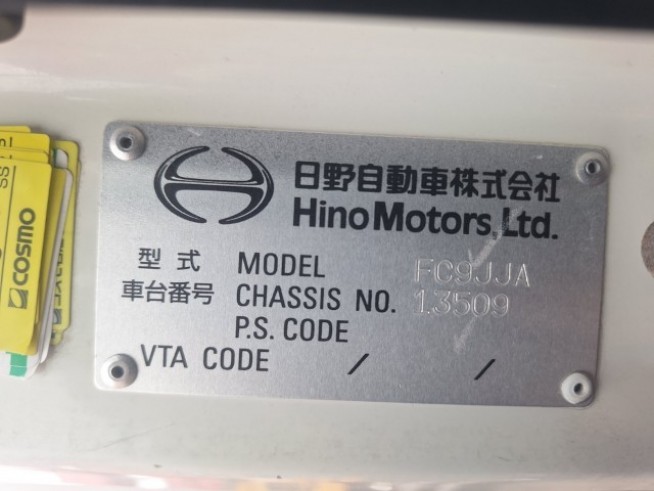 日野自動車株式会社
Hino Motors, Ltd.
型式 MODEL FC9JJA
車台番号 CHASSIS NO. 13509
P.S. CODE
VTA CODE / /
COSMO
SS